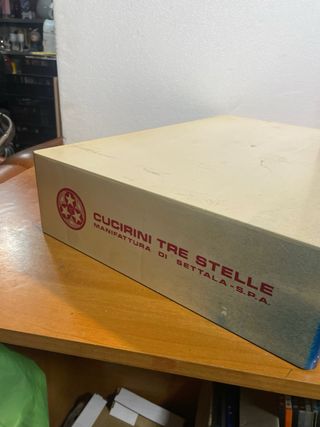 CUCIRINI TRE STELLE
MANIFATTURA DI SETTALA - S.P.A.